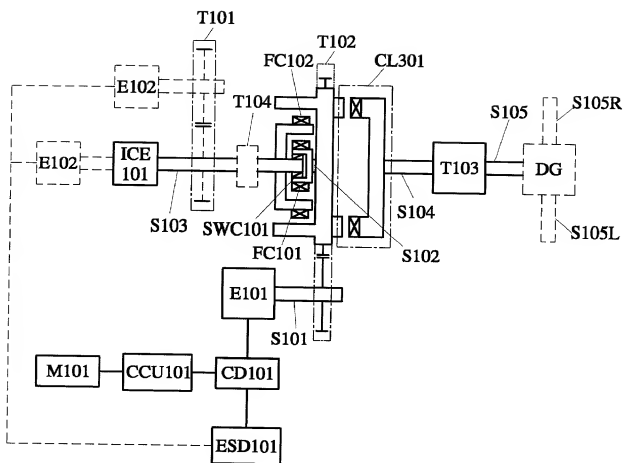 T101
T102
FC102
CL301
E102
T104
S105
S105R
E102
ICE
101
T103
DG
S103
S104
SWC101
S102
S105L
FC101
E101
S101
M101
CCU101
CD101
ESD101